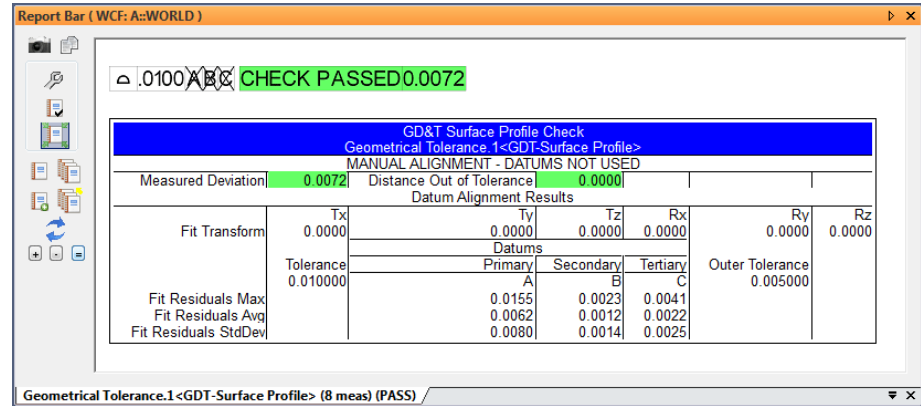 Report Bar ( WCF: A::WORLD )
.0100 A B C CHECK PASSED 0.0072
GD&T Surface Profile Check
Geometrical Tolerance.1<GDT-Surface Profile>
MANUAL ALIGNMENT - DATUMS NOT USED
Measured Deviation 0.0072 Distance Out of Tolerance 0.0000
Datum Alignment Results
Tx Ty Tz Rx Ry Rz
Fit Transform 0.0000 0.0000 0.0000 0.0000 0.0000 0.0000
Datums
Tolerance Primary Secondary Tertiary Outer Tolerance
0.010000 A B C 0.005000
Fit Residuals Max 0.0155 0.0023 0.0041
Fit Residuals Avg 0.0062 0.0012 0.0022
Fit Residuals StdDev 0.0080 0.0014 0.0025
Geometrical Tolerance.1<GDT-Surface Profile> (8 meas) (PASS)